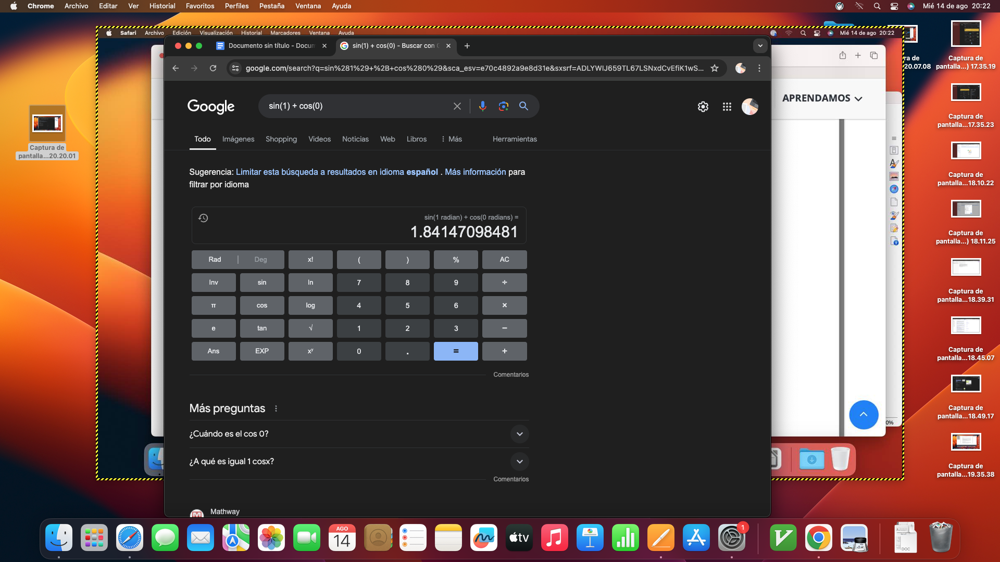 Chrome Archivo Editar Ver Historial Favoritos Perfiles Pestaña Ventana Ayuda
Mié 14 de ago 20:22
Safari Archivo Edición Visualización Historial Marcadores Ventana Ayuda
Mié 14 de ago 20:22
Documento sin título - Docum
sin(1) + cos(0) - Buscar con G
google.com/search?q=sin%281%29+%2B+cos%280%29&sca_esv=e70c4892a9e8d31e&sxsrf=ADLYWIJ659TL67LSNxdCvEfiK1wS...
Google
sin(1) + cos(0)
Todo Imágenes Shopping Videos Noticias Web Libros Más Herramientas
Sugerencia: Limitar esta búsqueda a resultados en idioma español . Más información para
filtrar por idioma
sin(1 radian) + cos(0 radians) =
1.84147098481
Rad | Deg x! ( ) % AC
Inv sin ln 7 8 9 ÷
π cos log 4 5 6 ×
e tan √ 1 2 3 −
Ans EXP xʸ 0 . = +
Comentarios
Más preguntas
¿Cuándo es el cos 0?
¿A qué es igual 1 cosx?
Comentarios
Mathway
APRENDAMOS
0%
Captura de
pantalla...20.20.01
ra de
20.07.08
Captura de
pantalla...) 17.35.19
Captura de
pantalla...17.35.23
Captura de
pantalla...18.10.22
Captura de
pantalla...) 18.11.25
Captura de
pantalla...18.39.31
Captura de
pantalla...18.45.07
Captura de
pantalla...18.49.17
Captura de
pantalla...19.35.38
AGO
14
tv
1
DOC